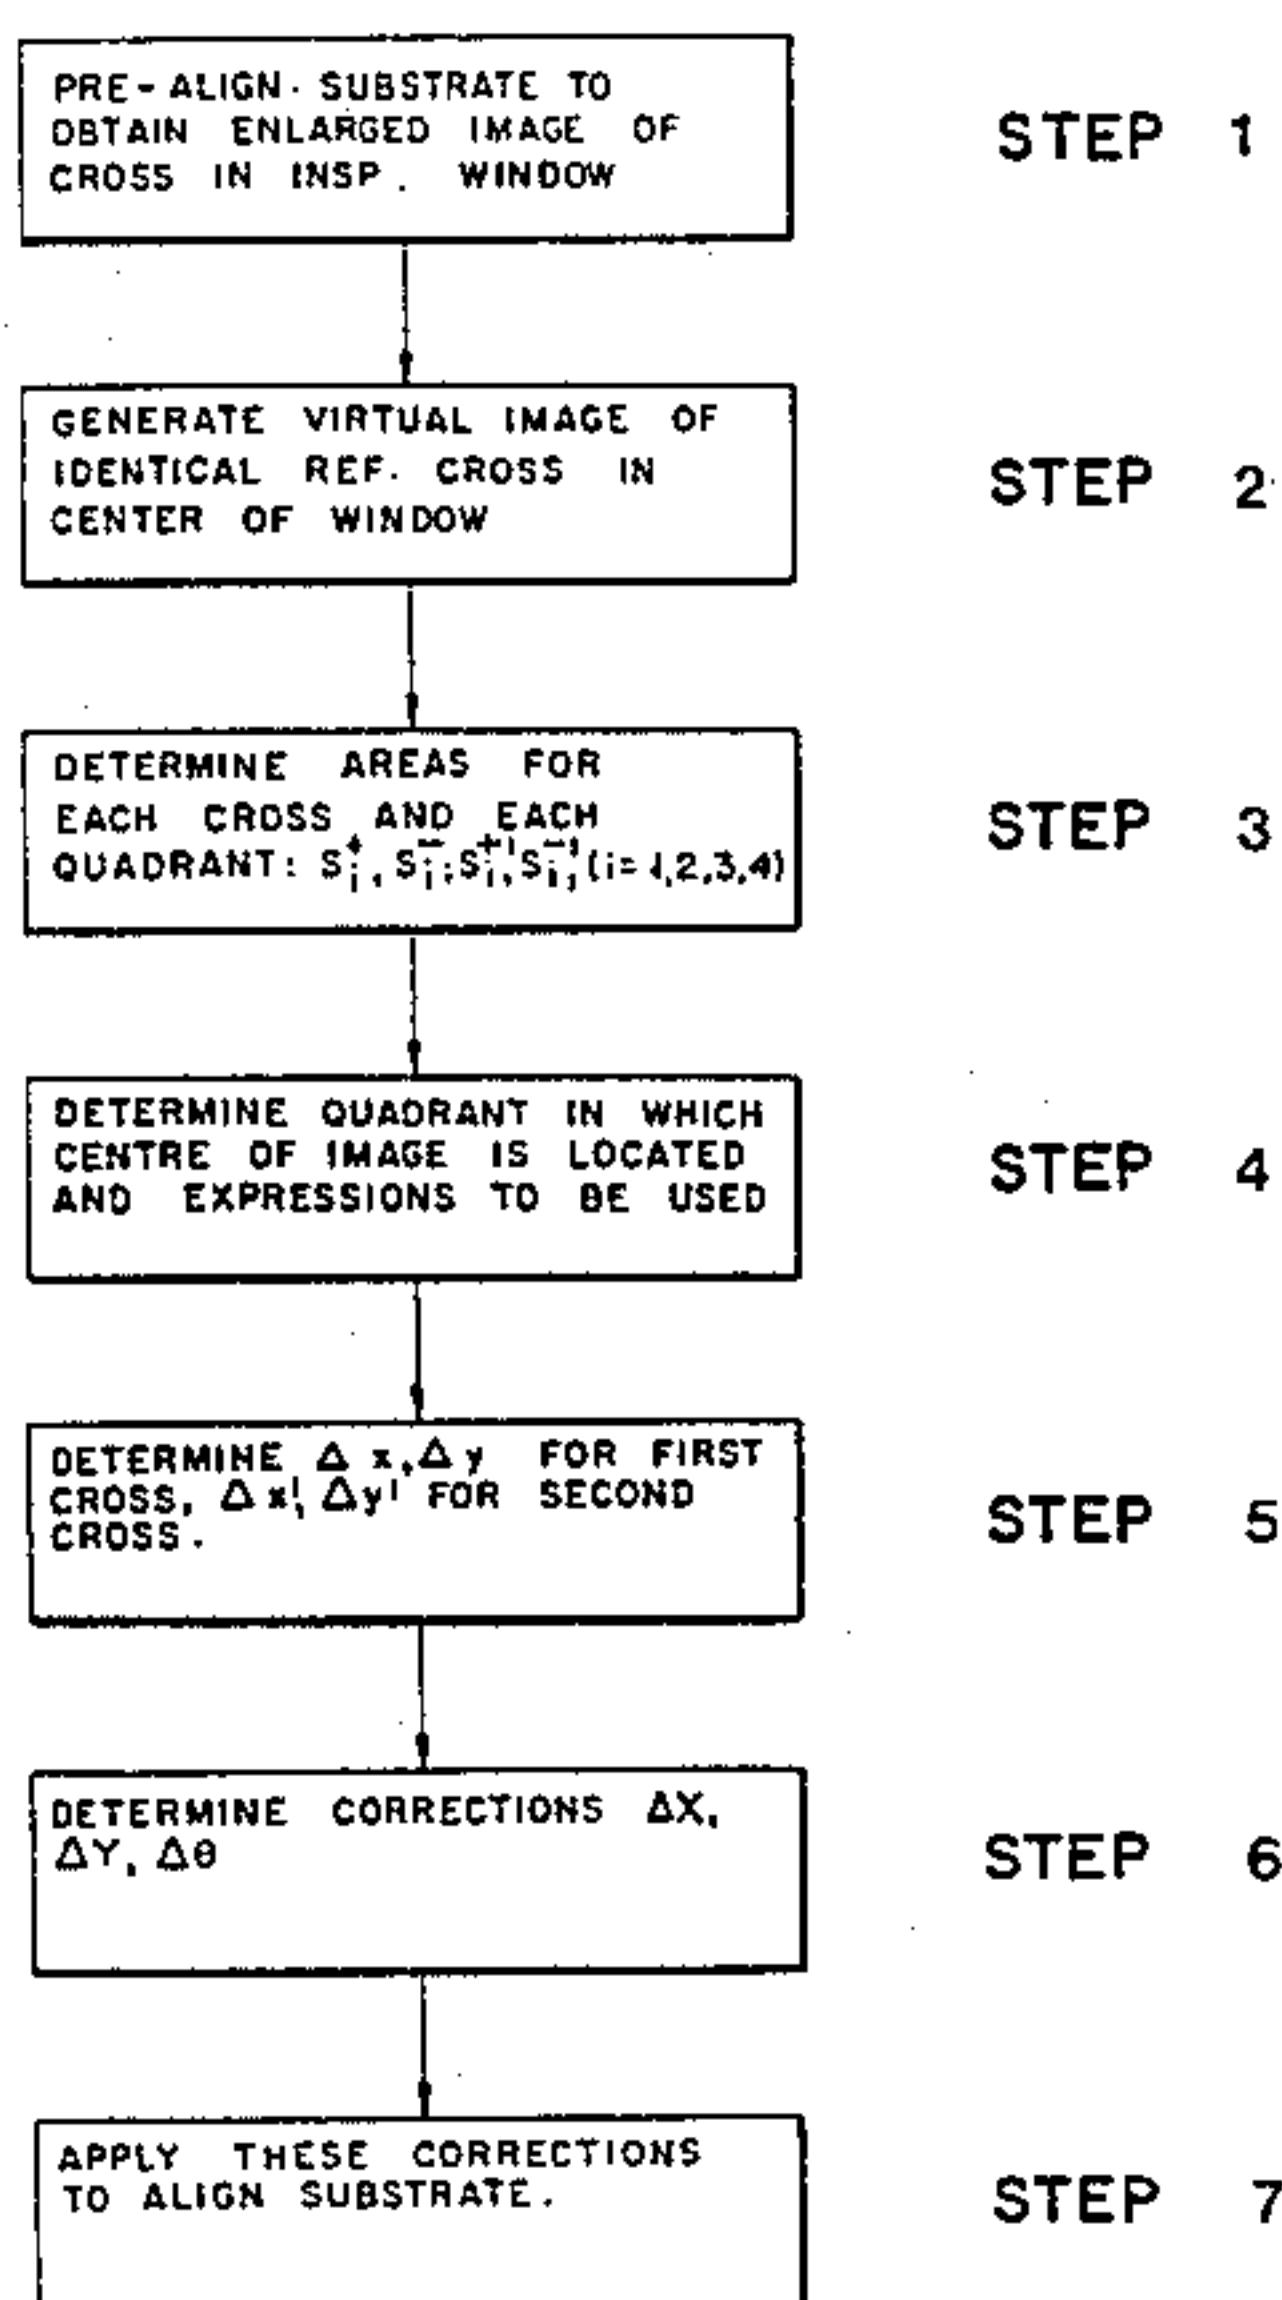 PRE-ALIGN. SUBSTRATE TO
OBTAIN ENLARGED IMAGE OF
CROSS IN INSP. WINDOW
STEP 1
GENERATE VIRTUAL IMAGE OF
IDENTICAL REF. CROSS IN
CENTER OF WINDOW
STEP 2
DETERMINE AREAS FOR
EACH CROSS AND EACH
QUADRANT: Sᵢ⁺, Sᵢ⁻; Sᵢ⁺', Sᵢ⁻', (i=1,2,3,4)
STEP 3
DETERMINE QUADRANT IN WHICH
CENTRE OF IMAGE IS LOCATED
AND EXPRESSIONS TO BE USED
STEP 4
DETERMINE Δx, Δy FOR FIRST
CROSS, Δx', Δy' FOR SECOND
CROSS.
STEP 5
DETERMINE CORRECTIONS ΔX,
ΔY, Δθ
STEP 6
APPLY THESE CORRECTIONS
TO ALIGN SUBSTRATE.
STEP 7